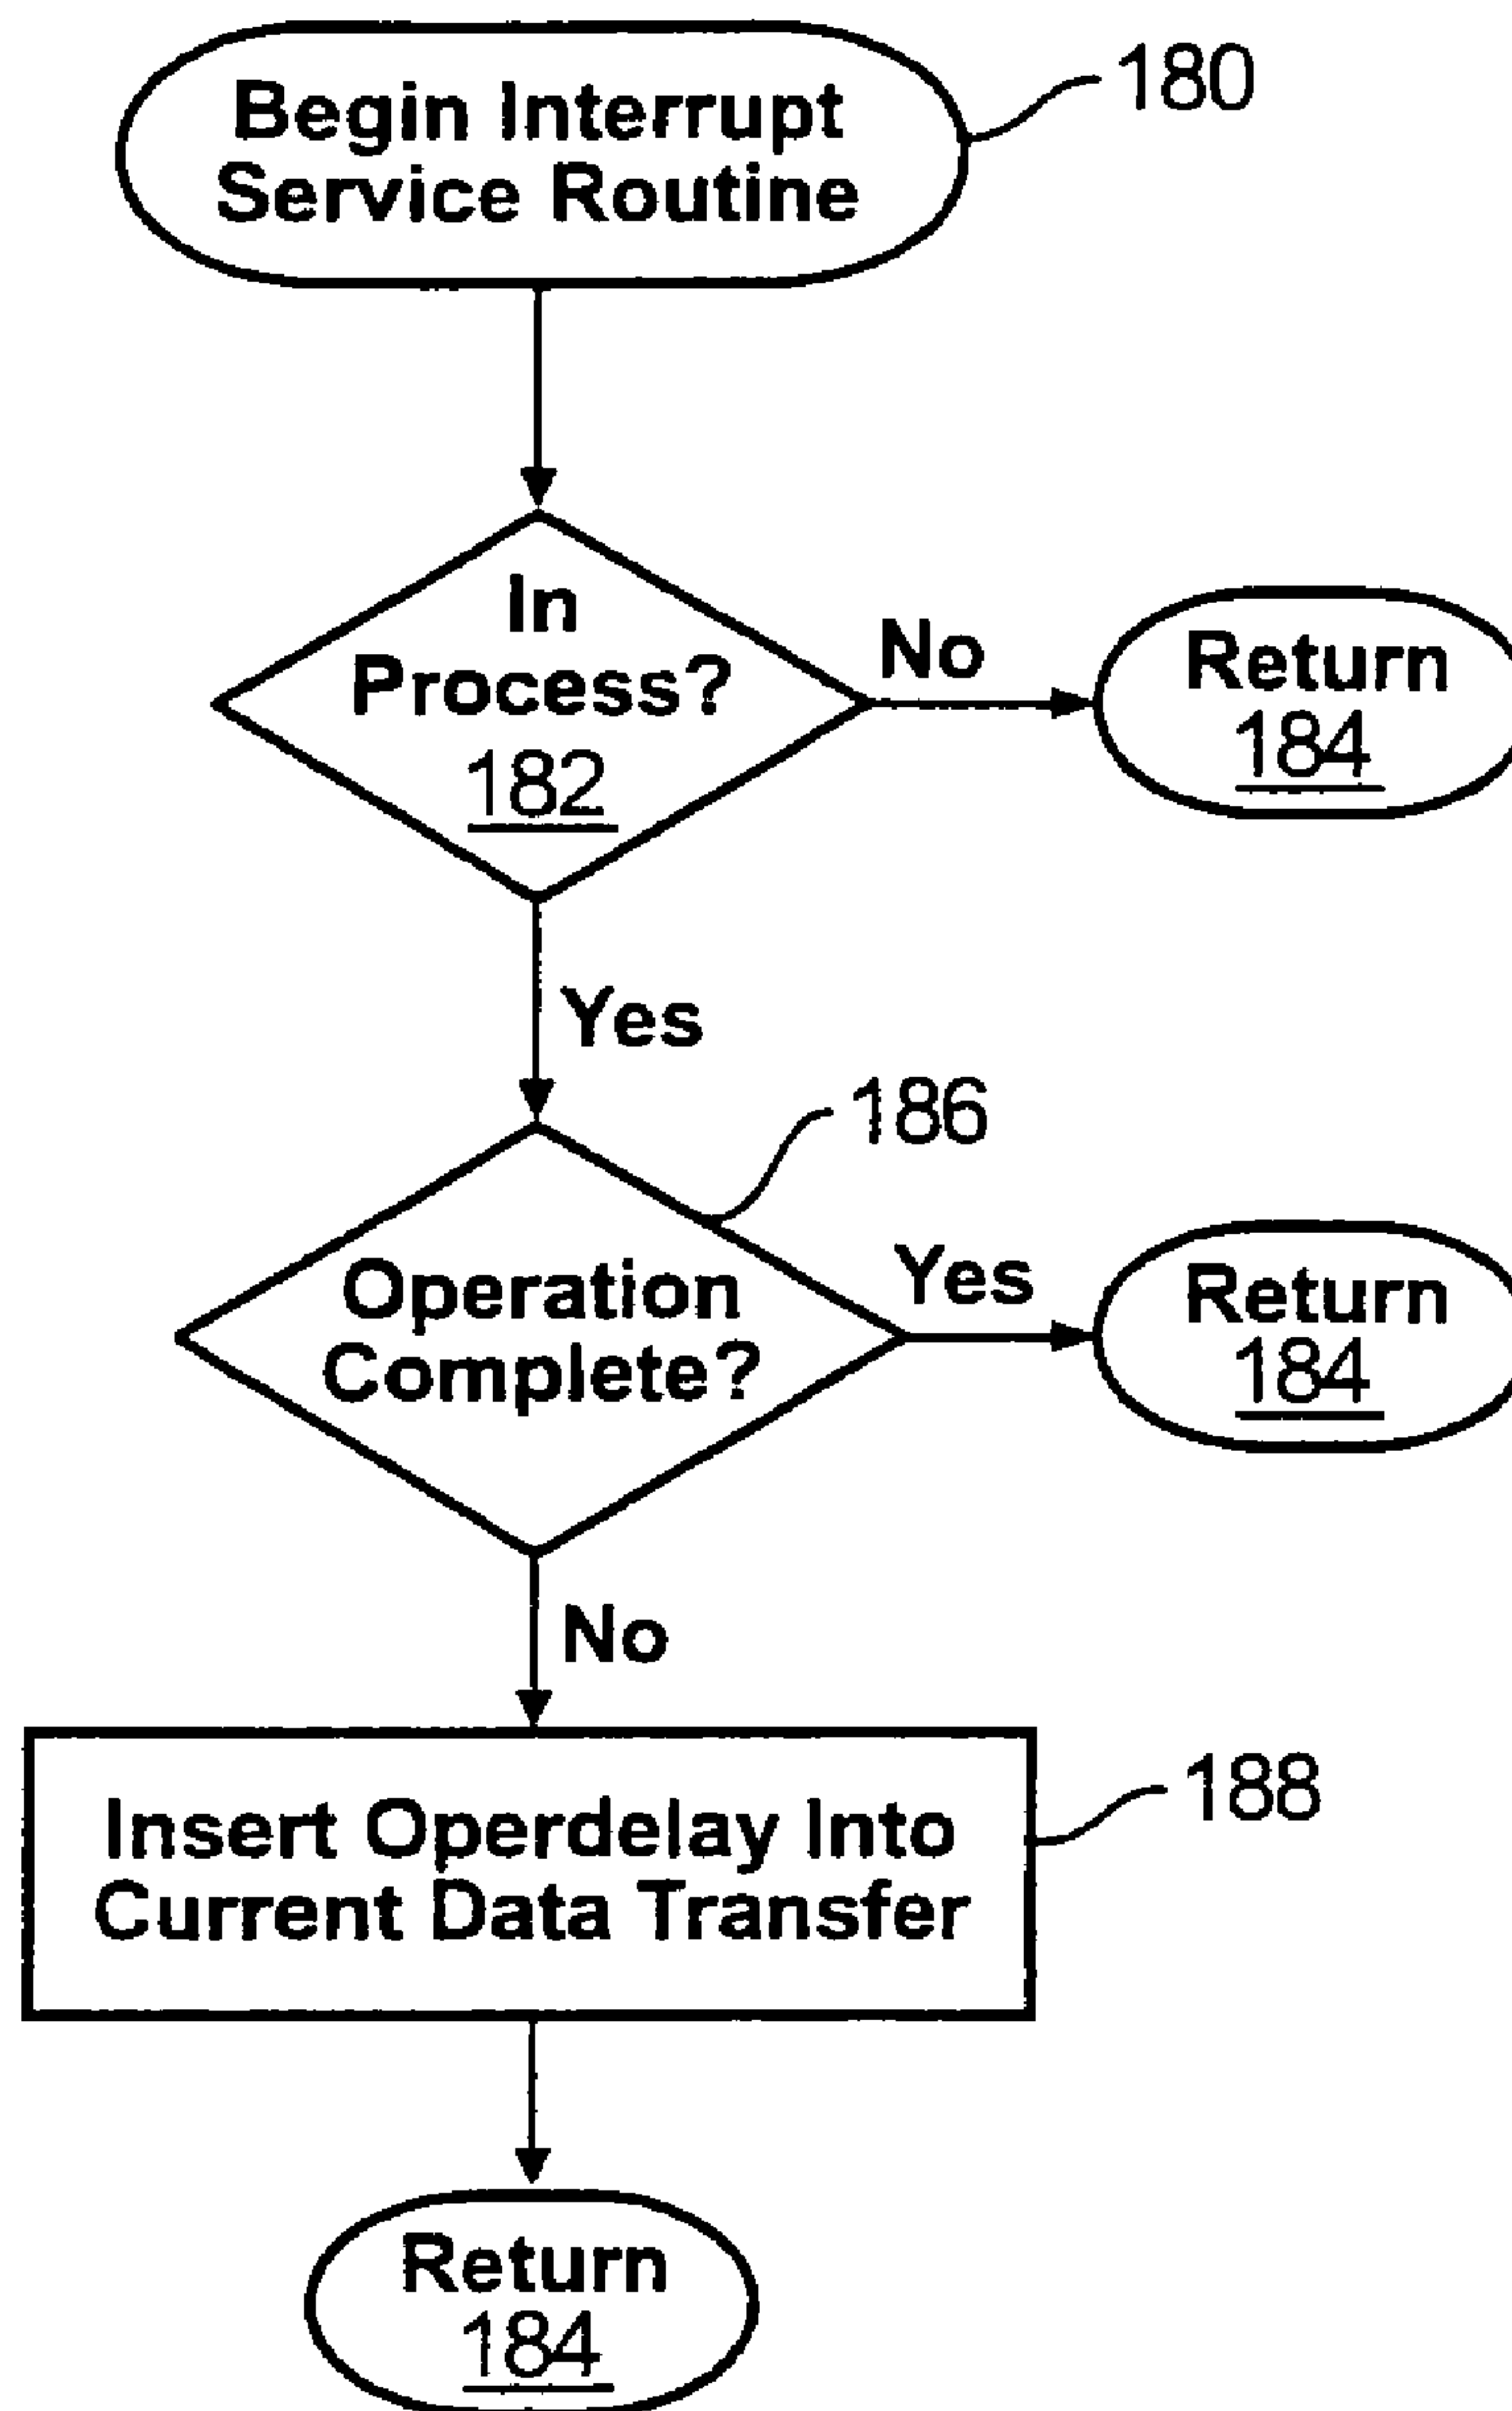 Begin Interrupt
Service Routine
180
In
Process?
182
No
Return
184
Yes
186
Operation
Complete?
Yes
Return
184
No
Insert Operdelay Into
Current Data Transfer
188
Return
184